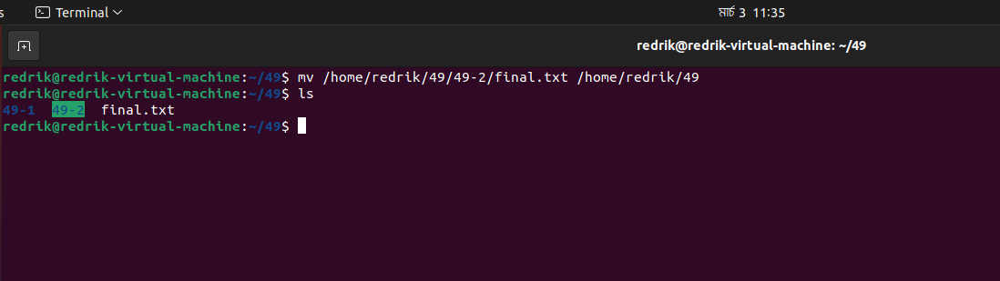 s Terminal মার্চ 3 11:35
redrik@redrik-virtual-machine: ~/49
redrik@redrik-virtual-machine:~/49$ mv /home/redrik/49/49-2/final.txt /home/redrik/49
redrik@redrik-virtual-machine:~/49$ ls
49-1 49-2 final.txt
redrik@redrik-virtual-machine:~/49$